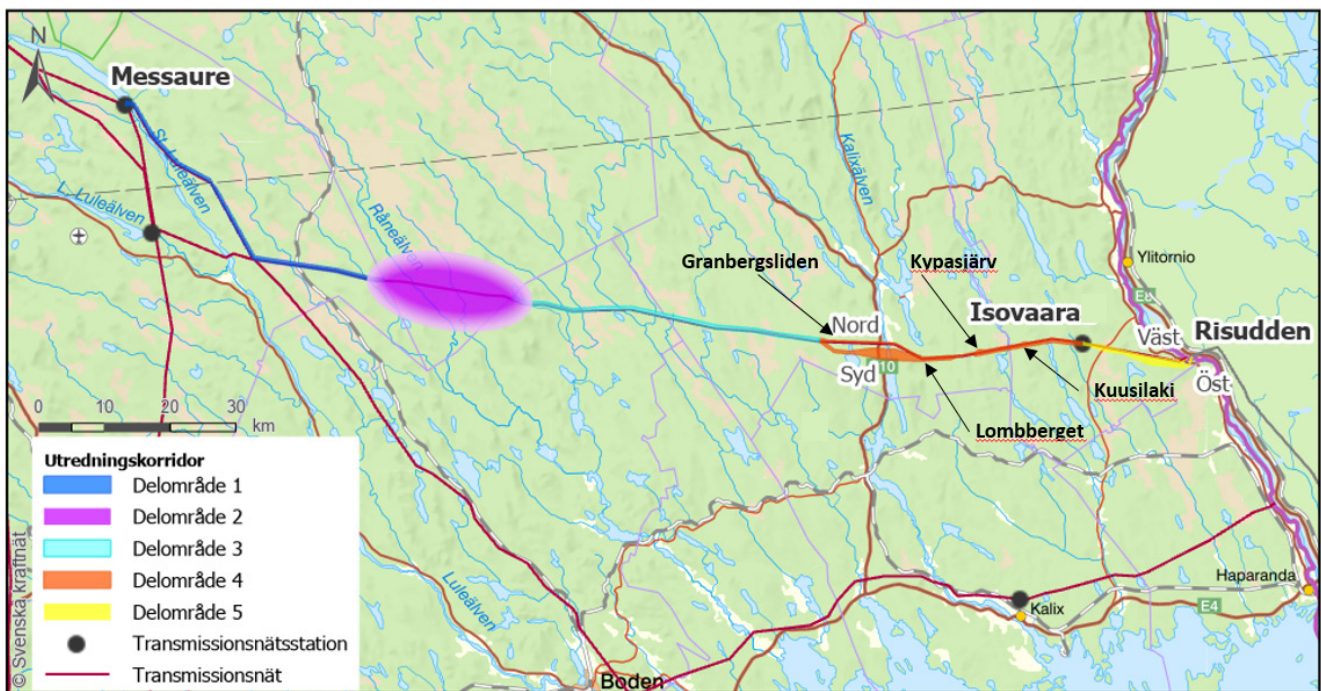 N
Messaure
St. Luleälven
L. Luleälven
Råneälven
Kalixälven
Granbergsliden
Kypasjärv
Ylitornio
E8
Isovaara
Nord
Väst
Risudden
Syd
10
Öst
Kuusilaki
Lombberget
0 10 20 30
km
Utredningskorridor
Delområde 1
Delområde 2
Delområde 3
Delområde 4
Delområde 5
Transmissionsnätsstation
Transmissionsnät
© Svenska kraftnät
Luleälven
Boden
Kalix
Haparanda
E4